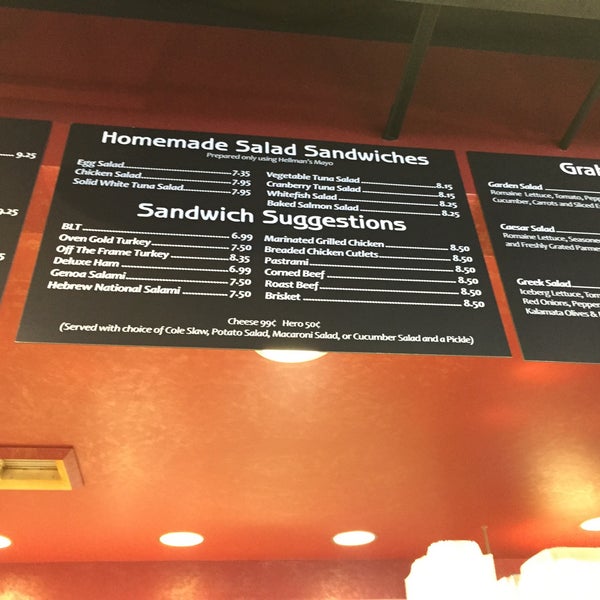 9.25
9.25
Homemade Salad Sandwiches
Prepared only using Hellman's Mayo
Egg Salad 7.35
Chicken Salad 7.95
Solid White Tuna Salad 7.95
Vegetable Tuna Salad 8.15
Cranberry Tuna Salad 8.15
Whitefish Salad 8.25
Baked Salmon Salad 8.25
Sandwich Suggestions
BLT 6.99
Oven Gold Turkey 7.50
Off The Frame Turkey 8.35
Deluxe Ham 6.99
Genoa Salami 7.50
Hebrew National Salami 7.50
Marinated Grilled Chicken 8.50
Breaded Chicken Cutlets 8.50
Pastrami 8.50
Corned Beef 8.50
Roast Beef 8.50
Brisket 8.50
Cheese 99¢ Hero 50¢
(Served with choice of Cole Slaw, Potato Salad, Macaroni Salad, or Cucumber Salad and a Pickle)
Garden Salad
Romaine Lettuce, Tomato,
Cucumber, Carrots and Sliced
Caesar Salad
Romaine Lettuce,
and Freshly Grated
Greek Salad
Iceberg Lettuce,
Red Onions,
Kalamata Olives &